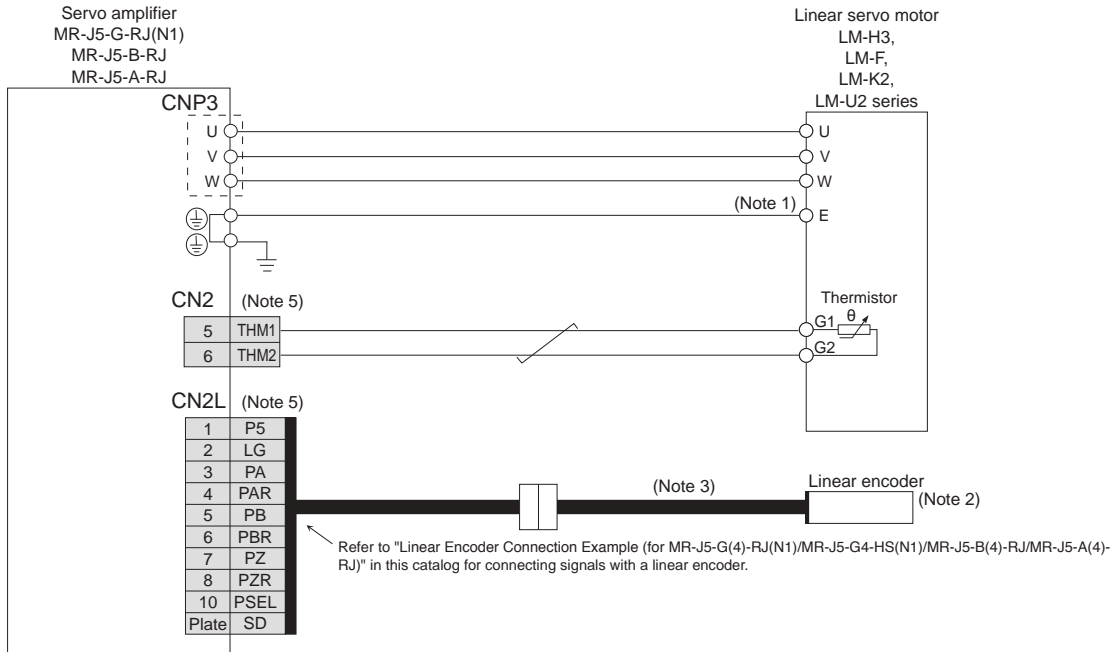 Servo amplifier
MR-J5-G-RJ(N1)
MR-J5-B-RJ
MR-J5-A-RJ
Linear servo motor
LM-H3,
LM-F,
LM-K2,
LM-U2 series
CNP3
U
V
W
U
V
W
(Note 1)
E
CN2 (Note 5)
5 THM1
6 THM2
Thermistor
θ
G1
G2
CN2L (Note 5)
1 P5
2 LG
3 PA
4 PAR
5 PB
6 PBR
7 PZ
8 PZR
10 PSEL
Plate SD
(Note 3)
Linear encoder
(Note 2)
Refer to "Linear Encoder Connection Example (for MR-J5-G(4)-RJ(N1)/MR-J5-G4-HS(N1)/MR-J5-B(4)-RJ/MR-J5-A(4)-
RJ)" in this catalog for connecting signals with a linear encoder.